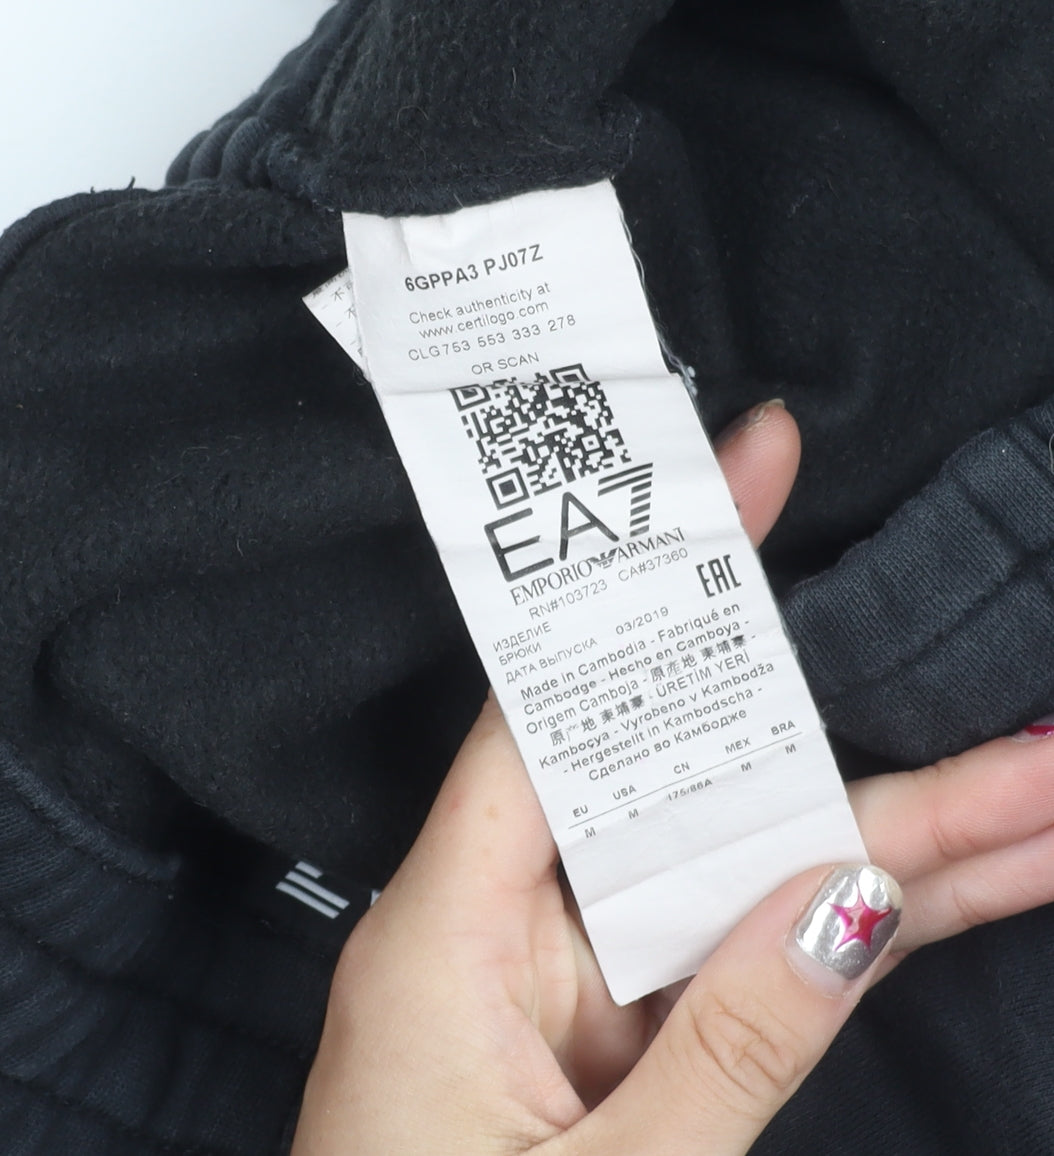 6GPPA3 PJ07Z
Check authenticity at
www.certilogo.com
CLG753 553 333 278
OR SCAN
EA7
EMPORIO ARMANI
RN#103723 CA#37360
EAC
ИЗДЕЛИЕ
БРЮКИ
ДАТА ВЫПУСКА 03/2019
Made in Cambodia - Fabriqué en
Cambodge - Hecho en Camboya -
Origem Camboja - 原産地 柬埔寨
原产地 柬埔寨 - ÜRETİM YERİ
Kamboçya - Vyrobeno v Kambodža
- Hergestellt in Kambodscha -
Сделано во Камбодже
EU USA CN MEX BRA
M M 175/86A M M